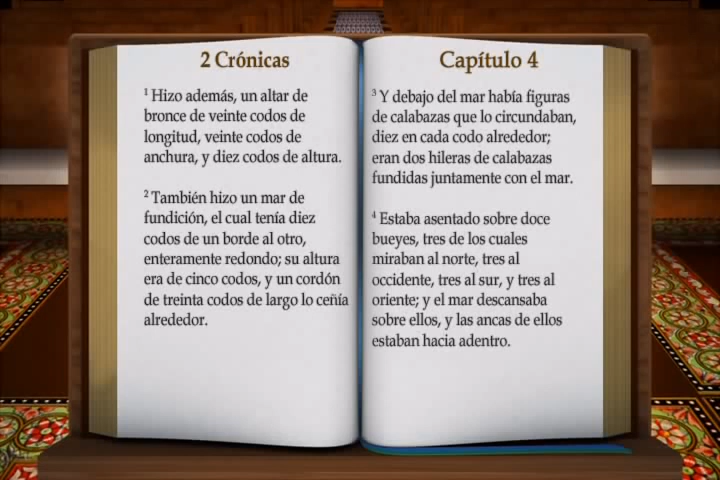 2 Crónicas
¹ Hizo además, un altar de
bronce de veinte codos de
longitud, veinte codos de
anchura, y diez codos de altura.
² También hizo un mar de
fundición, el cual tenía diez
codos de un borde al otro,
enteramente redondo; su altura
era de cinco codos, y un cordón
de treinta codos de largo lo ceñía
alrededor.
Capítulo 4
³ Y debajo del mar había figuras
de calabazas que lo circundaban,
diez en cada codo alrededor;
eran dos hileras de calabazas
fundidas juntamente con el mar.
⁴ Estaba asentado sobre doce
bueyes, tres de los cuales
miraban al norte, tres al
occidente, tres al sur, y tres al
oriente; y el mar descansaba
sobre ellos, y las ancas de ellos
estaban hacia adentro.